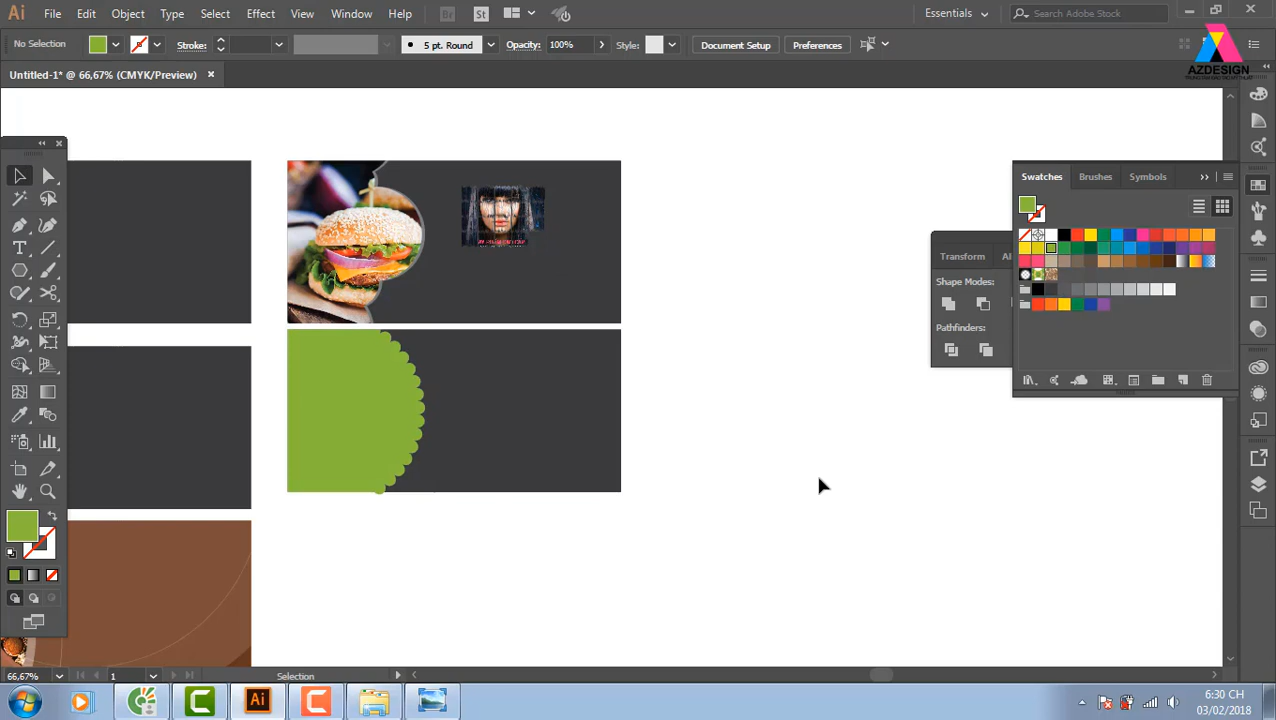 Ai File Edit Object Type Select Effect View Window Help Br St Essentials Search Adobe Stock
No Selection Stroke: 5 pt. Round Opacity: 100% Style: Document Setup Preferences
AZDESIGN
Untitled-1* @ 66,67% (CMYK/Preview)
Swatches Brushes Symbols
Transform
Shape Modes:
Pathfinders:
66,67% 1 Selection
Ai
6:30 CH
03/02/2018